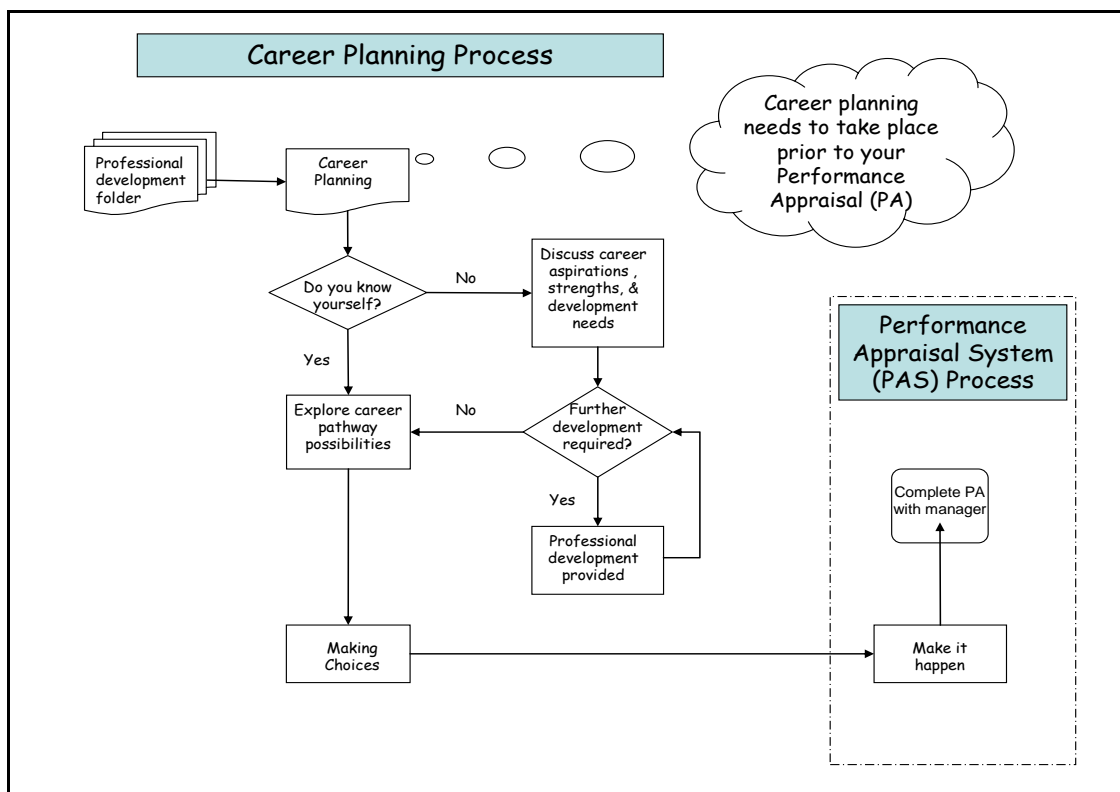 Career Planning Process
Career planning
needs to take place
prior to your
Performance
Appraisal (PA)
Professional
development
folder
Career
Planning
Do you know
yourself?
No
Discuss career
aspirations ,
strengths, &
development
needs
Yes
Performance
Appraisal System
(PAS) Process
Explore career
pathway
possibilities
No
Further
development
required?
Yes
Complete PA
with manager
Professional
development
provided
Making
Choices
Make it
happen